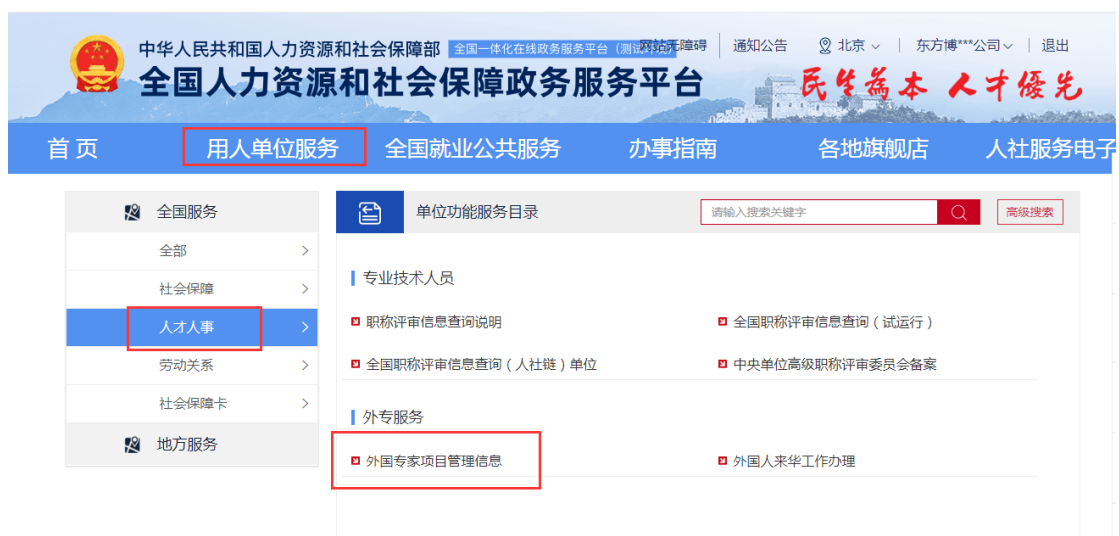 中华人民共和国人力资源和社会保障部 全国一体化在线政务服务平台（测试 网站无障碍 通知公告 北京 东方博***公司 退出
全国人力资源和社会保障政务服务平台 民生为本 人才優先
首页 用人单位服务 全国就业公共服务 办事指南 各地旗舰店 人社服务电子
全国服务 单位功能服务目录 请输入搜索关键字 高级搜索
全部
专业技术人员
社会保障
人才人事 职称评审信息查询说明 全国职称评审信息查询（试运行）
劳动关系 全国职称评审信息查询（人社链）单位 中央单位高级职称评审委员会备案
社会保障卡
外专服务
地方服务
外国专家项目管理信息 外国人来华工作办理